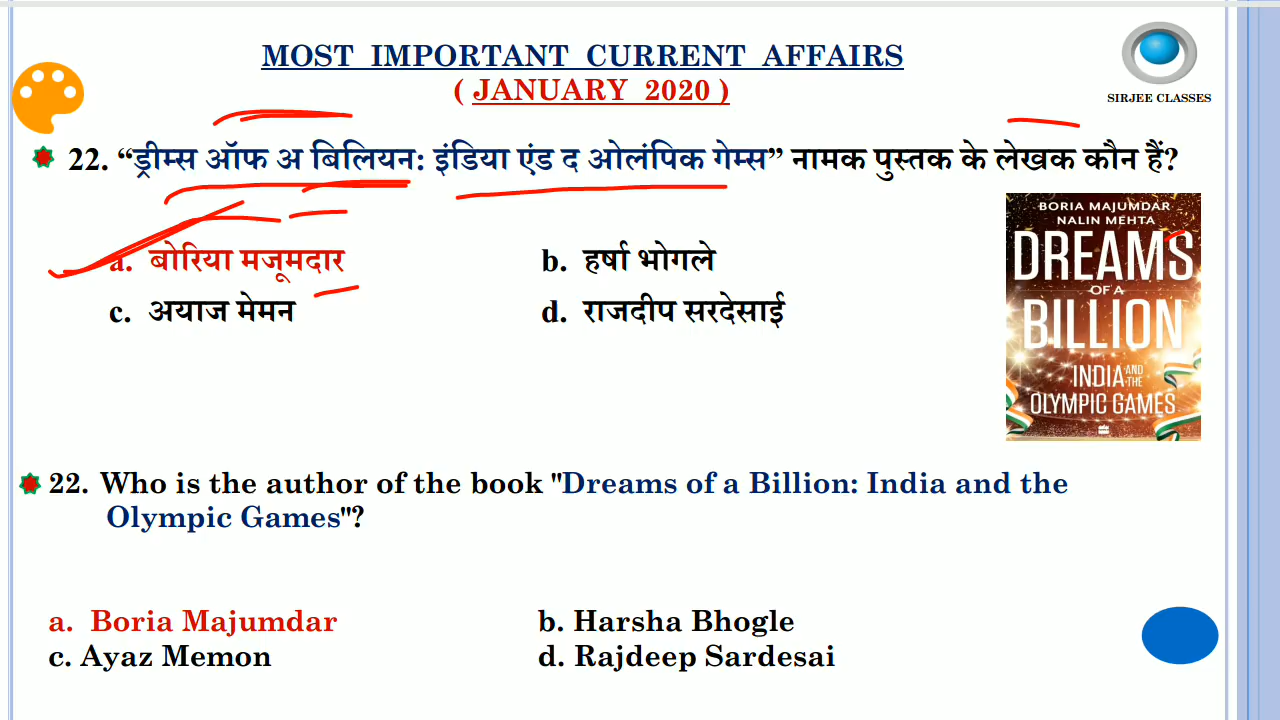 MOST IMPORTANT CURRENT AFFAIRS
( JANUARY 2020 )
SIRJEE CLASSES
22. “ड्रीम्स ऑफ अ बिलियन: इंडिया एंड द ओलंपिक गेम्स” नामक पुस्तक के लेखक कौन हैं?
a. बोरिया मजूमदार
b. हर्षा भोगले
c. अयाज मेमन
d. राजदीप सरदेसाई
BORIA MAJUMDAR
NALIN MEHTA
DREAMS
OF A
BILLION
INDIA AND THE
OLYMPIC GAMES
22. Who is the author of the book "Dreams of a Billion: India and the
Olympic Games"?
a. Boria Majumdar
b. Harsha Bhogle
c. Ayaz Memon
d. Rajdeep Sardesai